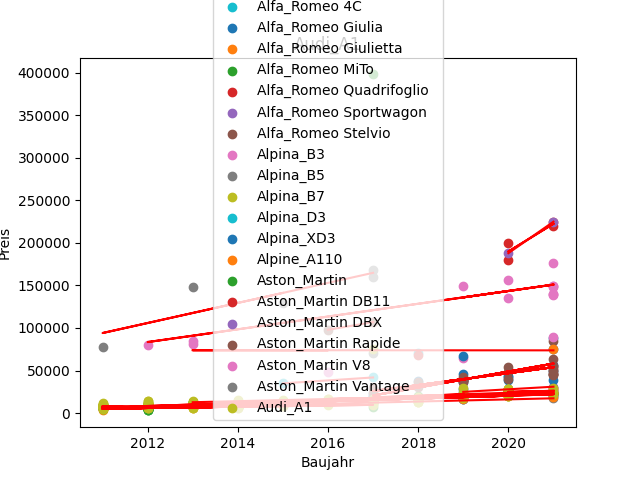 Alfa_Romeo 4C
Alfa_Romeo Giulia
Audi_A1
Alfa_Romeo Giulietta
Alfa_Romeo MiTo
Alfa_Romeo Quadrifoglio
Alfa_Romeo Sportwagon
Alfa_Romeo Stelvio
Alpina_B3
Alpina_B5
Alpina_B7
Alpina_D3
Alpina_XD3
Alpine_A110
Aston_Martin
Aston_Martin DB11
Aston_Martin DBX
Aston_Martin Rapide
Aston_Martin V8
Aston_Martin Vantage
Audi_A1
400000
350000
300000
250000
200000
150000
100000
50000
0
Preis
2012
2014
2016
2018
2020
Baujahr